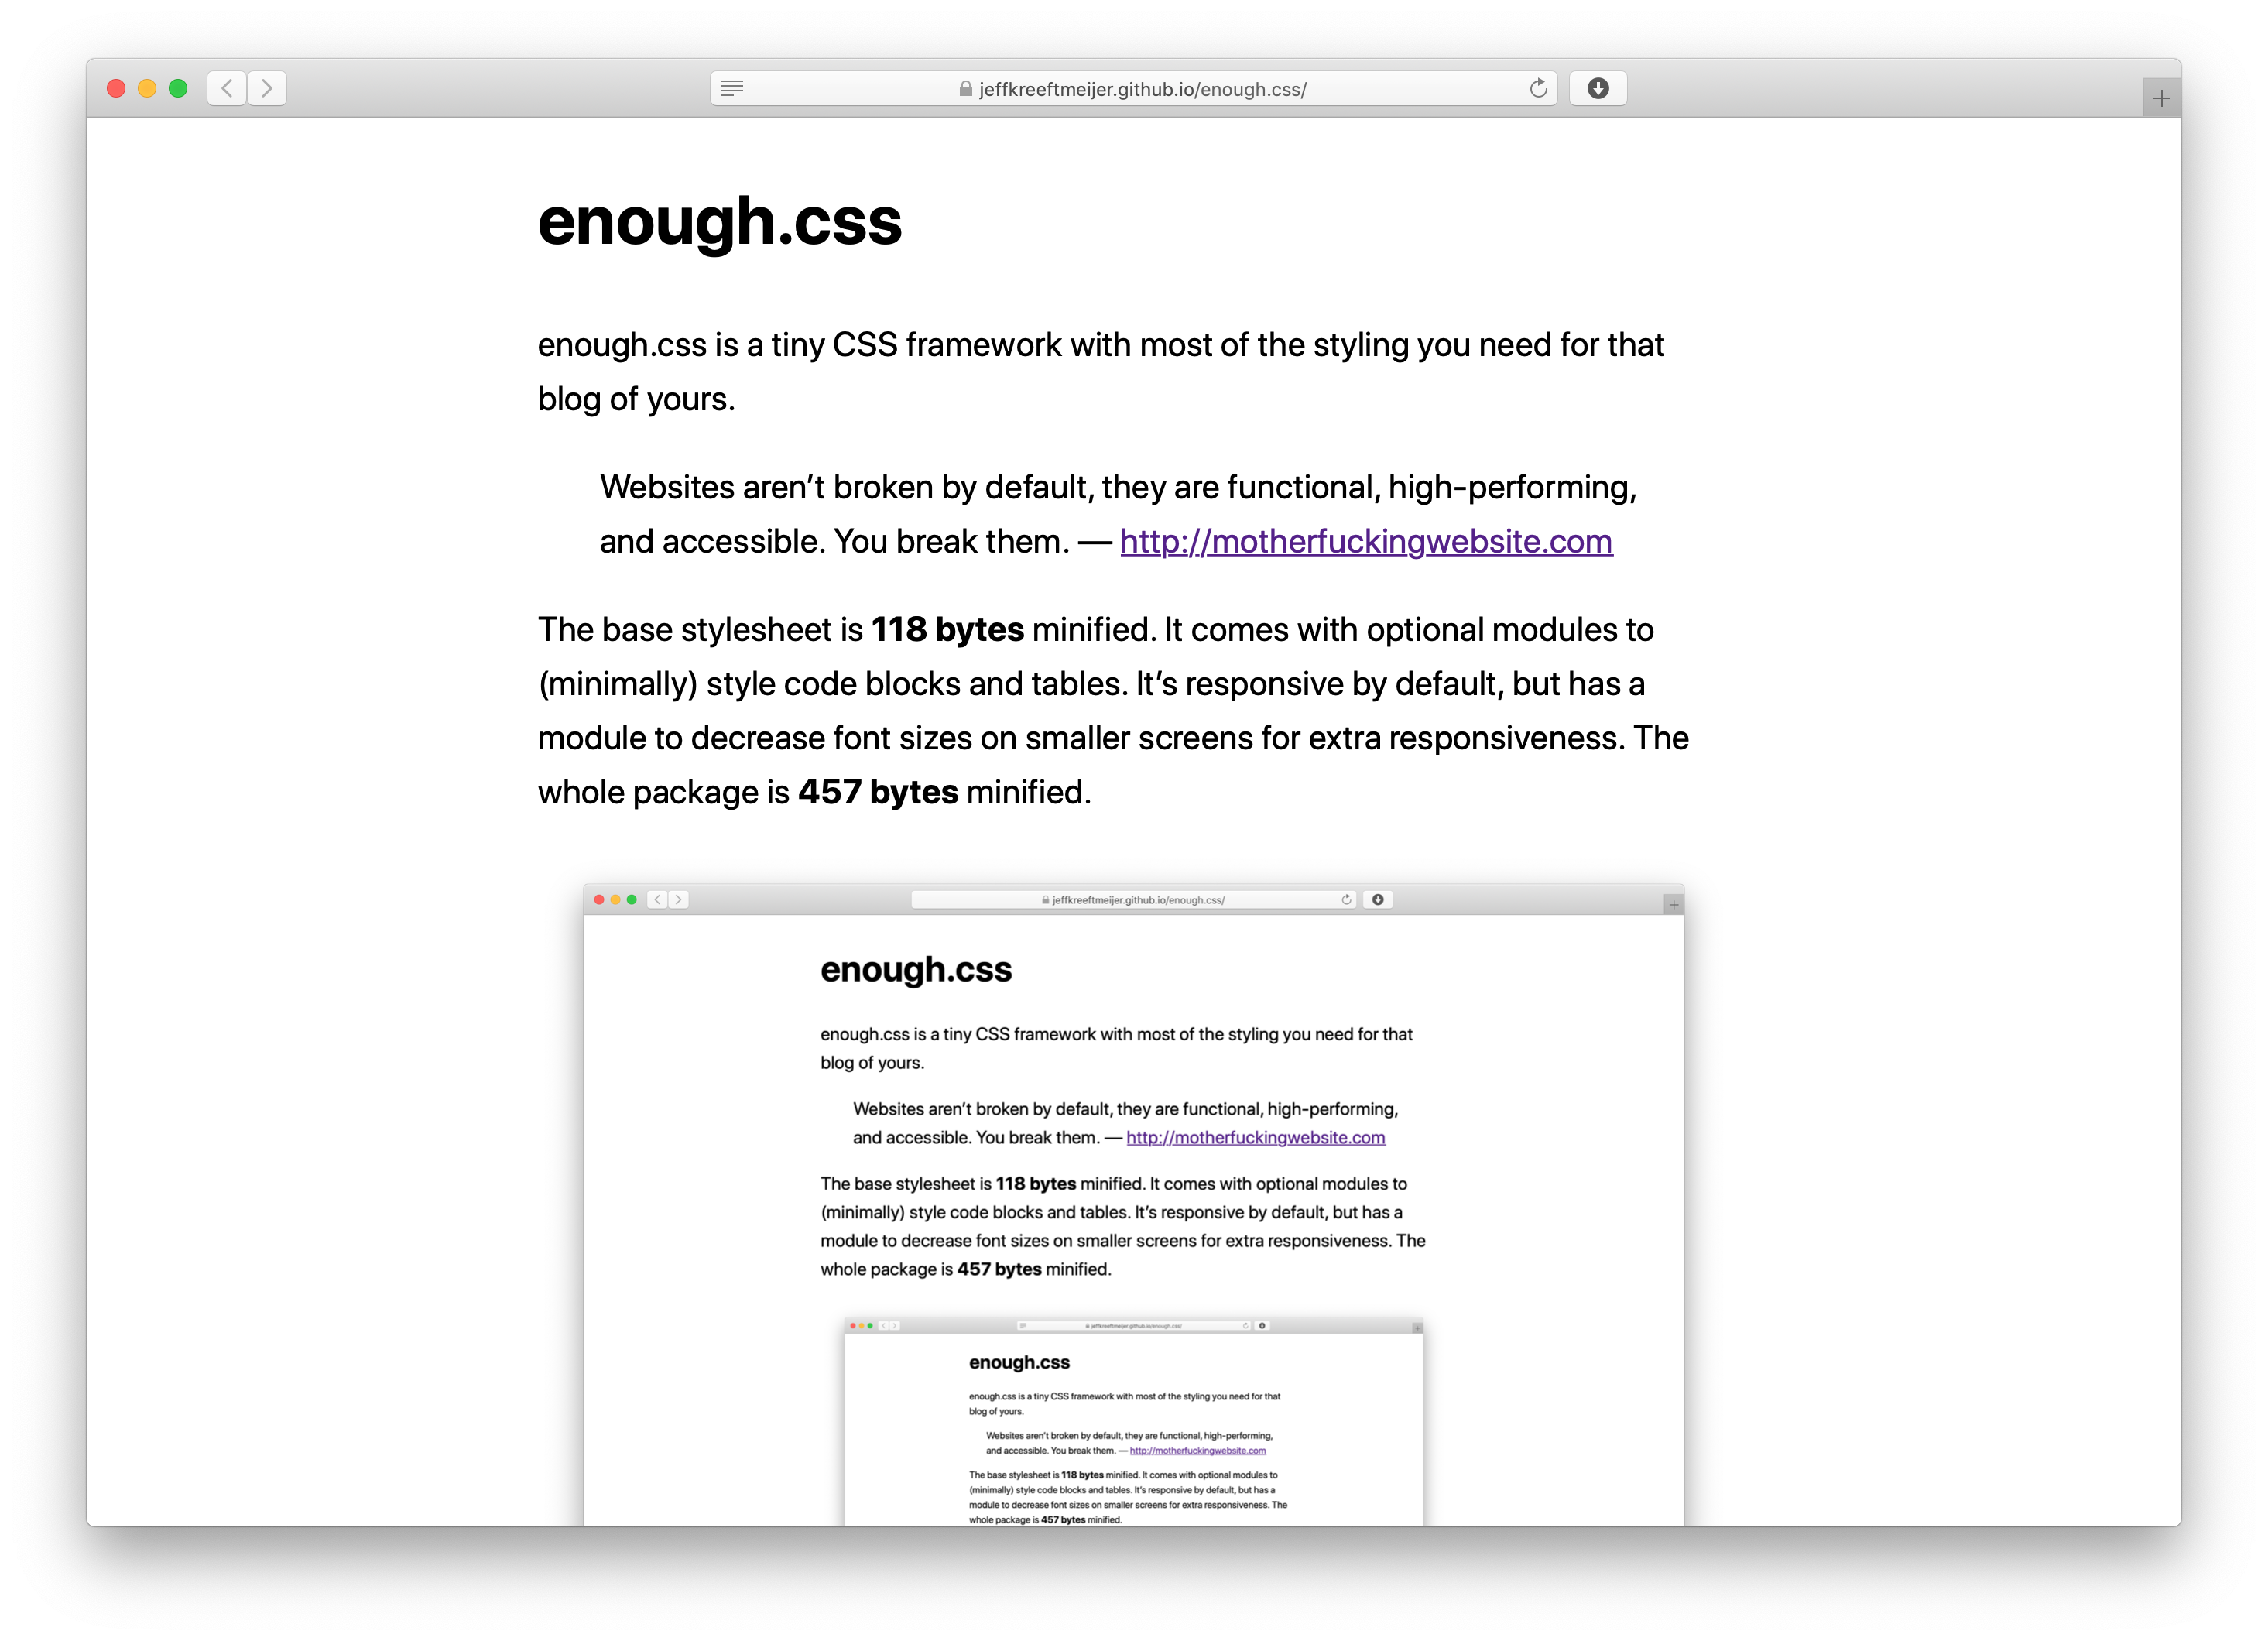 jeffkreeftmeijer.github.io/enough.css/
enough.css
enough.css is a tiny CSS framework with most of the styling you need for that
blog of yours.
Websites aren’t broken by default, they are functional, high-performing,
and accessible. You break them. — http://motherfuckingwebsite.com
The base stylesheet is 118 bytes minified. It comes with optional modules to
(minimally) style code blocks and tables. It’s responsive by default, but has a
module to decrease font sizes on smaller screens for extra responsiveness. The
whole package is 457 bytes minified.
jeffkreeftmeijer.github.io/enough.css/
enough.css
enough.css is a tiny CSS framework with most of the styling you need for that
blog of yours.
Websites aren’t broken by default, they are functional, high-performing,
and accessible. You break them. — http://motherfuckingwebsite.com
The base stylesheet is 118 bytes minified. It comes with optional modules to
(minimally) style code blocks and tables. It’s responsive by default, but has a
module to decrease font sizes on smaller screens for extra responsiveness. The
whole package is 457 bytes minified.
jeffkreeftmeijer.github.io/enough.css/
enough.css
enough.css is a tiny CSS framework with most of the styling you need for that
blog of yours.
Websites aren’t broken by default, they are functional, high-performing,
and accessible. You break them. — http://motherfuckingwebsite.com
The base stylesheet is 118 bytes minified. It comes with optional modules to
(minimally) style code blocks and tables. It’s responsive by default, but has a
module to decrease font sizes on smaller screens for extra responsiveness. The
whole package is 457 bytes minified.